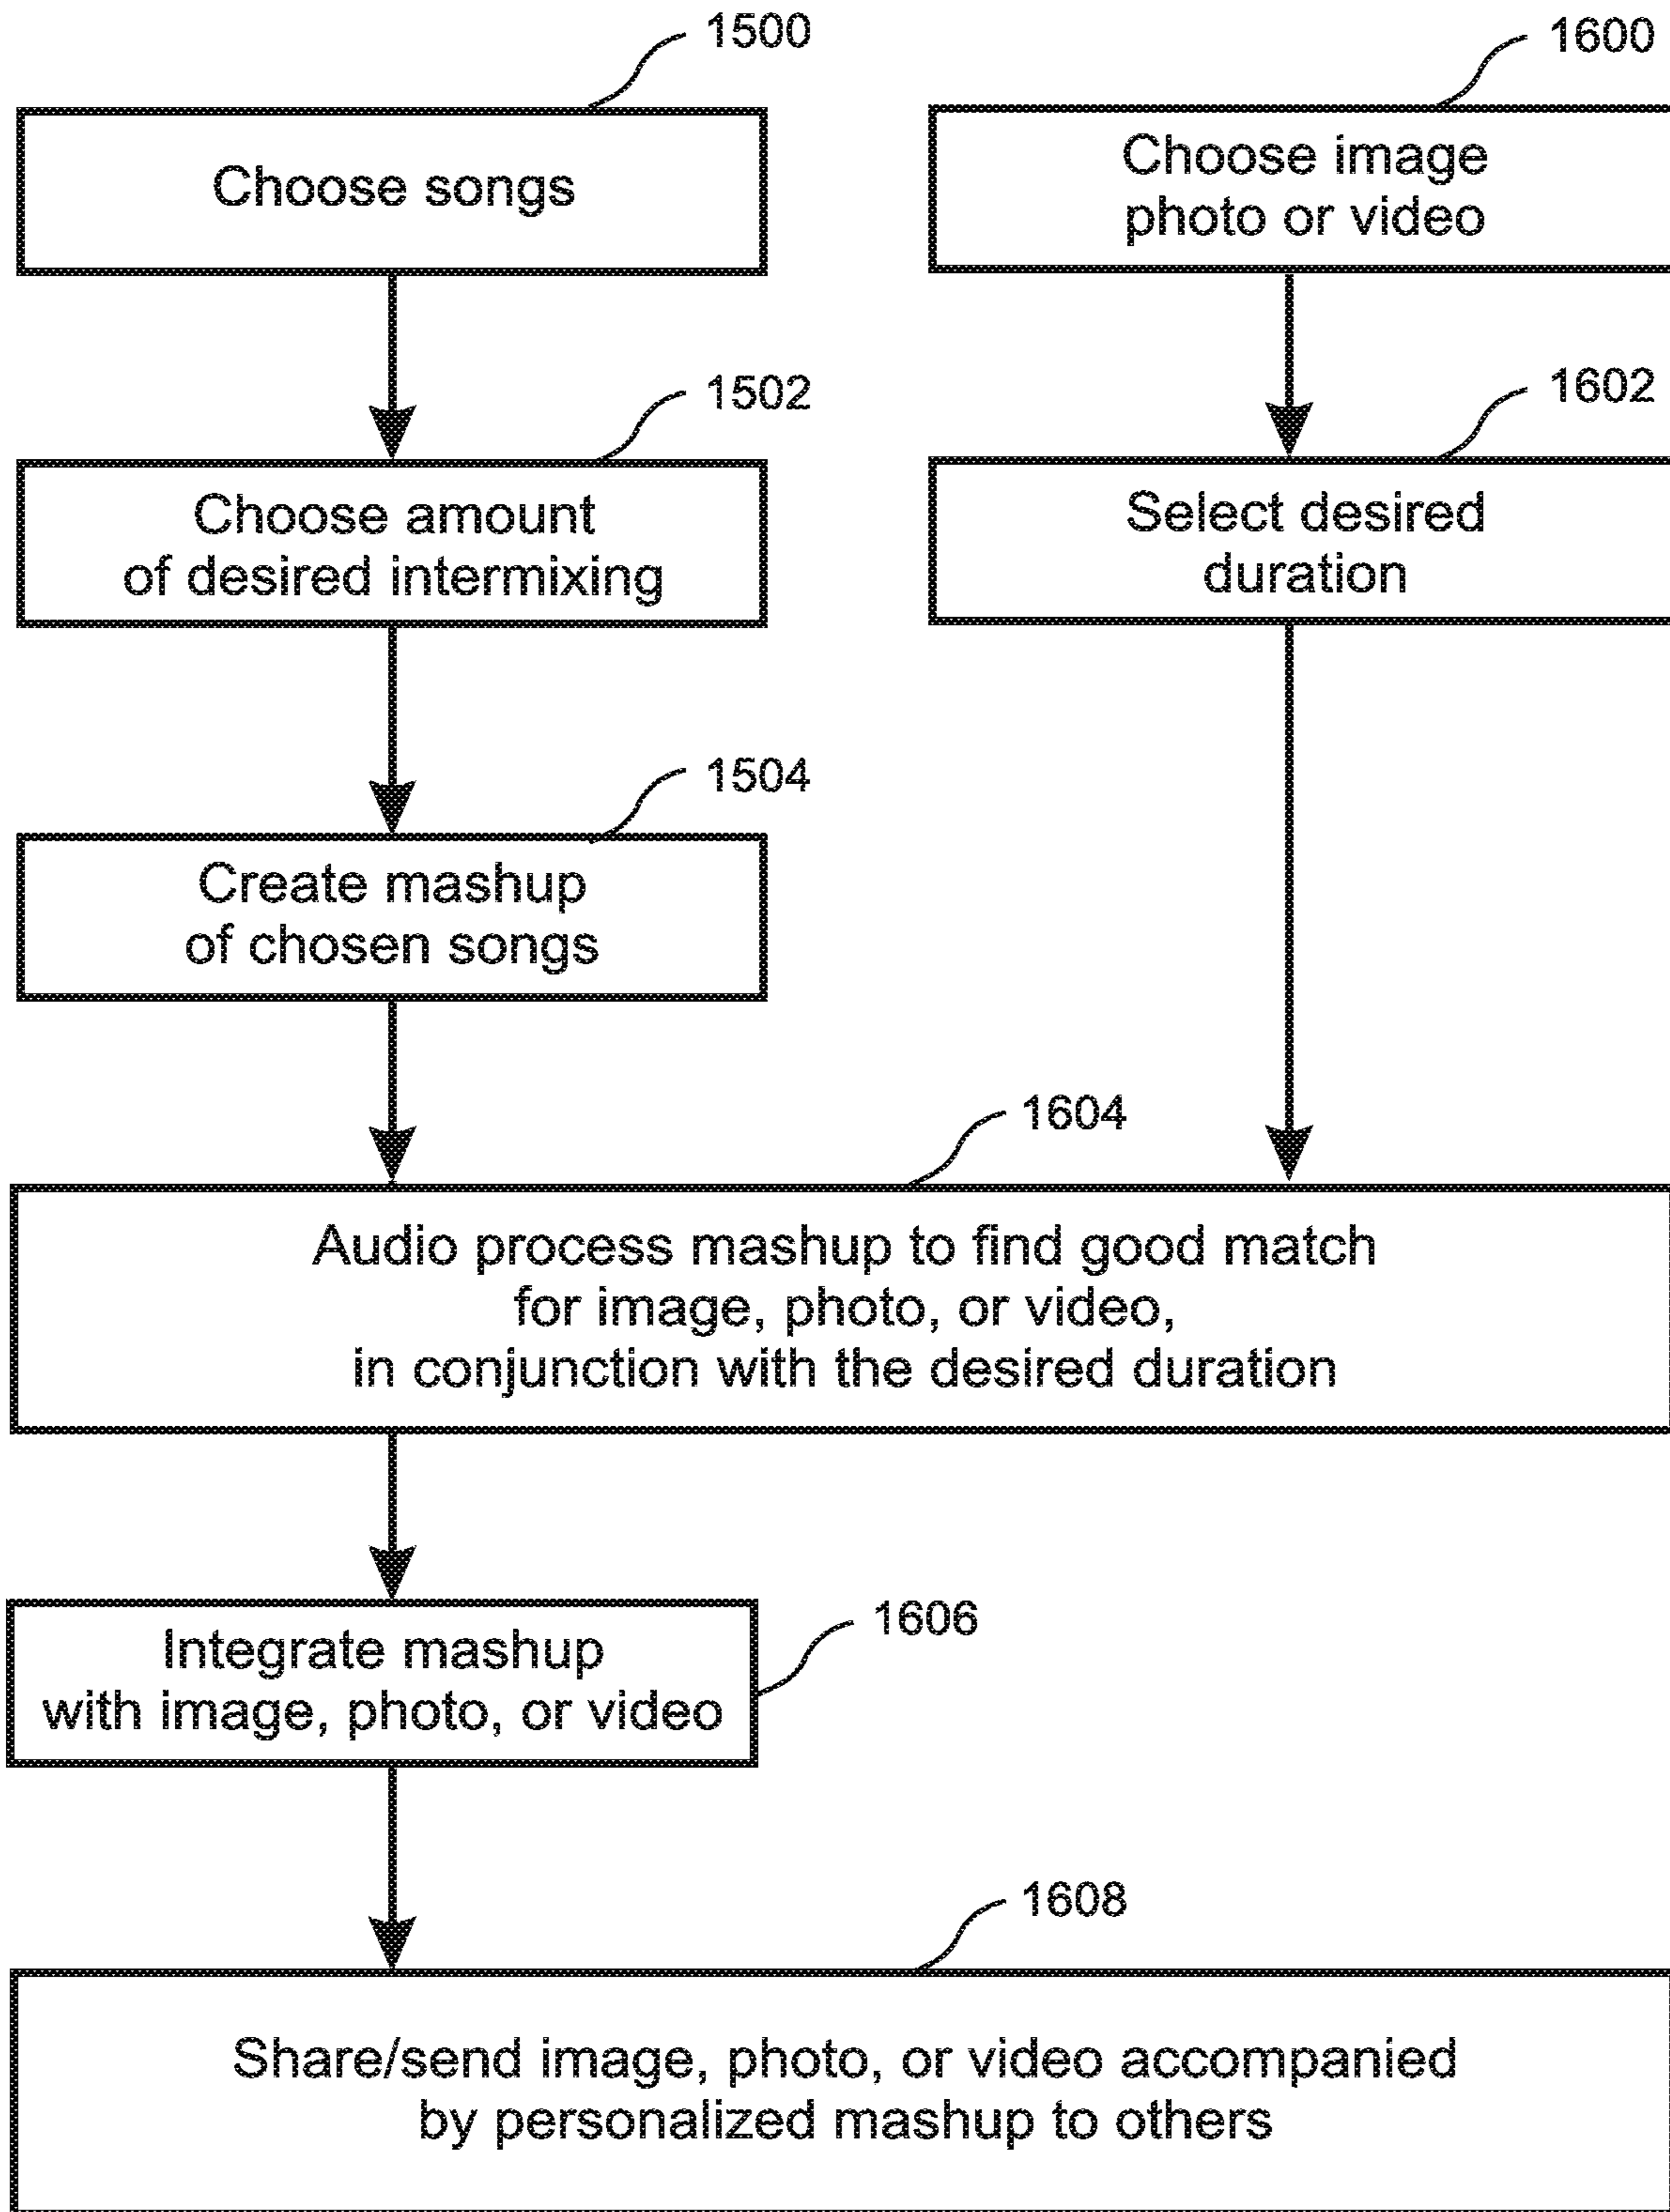 1500
Choose songs
1600
Choose image
photo or video
1502
Choose amount
of desired intermixing
1602
Select desired
duration
1504
Create mashup
of chosen songs
1604
Audio process mashup to find good match
for image, photo, or video,
in conjunction with the desired duration
1606
Integrate mashup
with image, photo, or video
1608
Share/send image, photo, or video accompanied
by personalized mashup to others